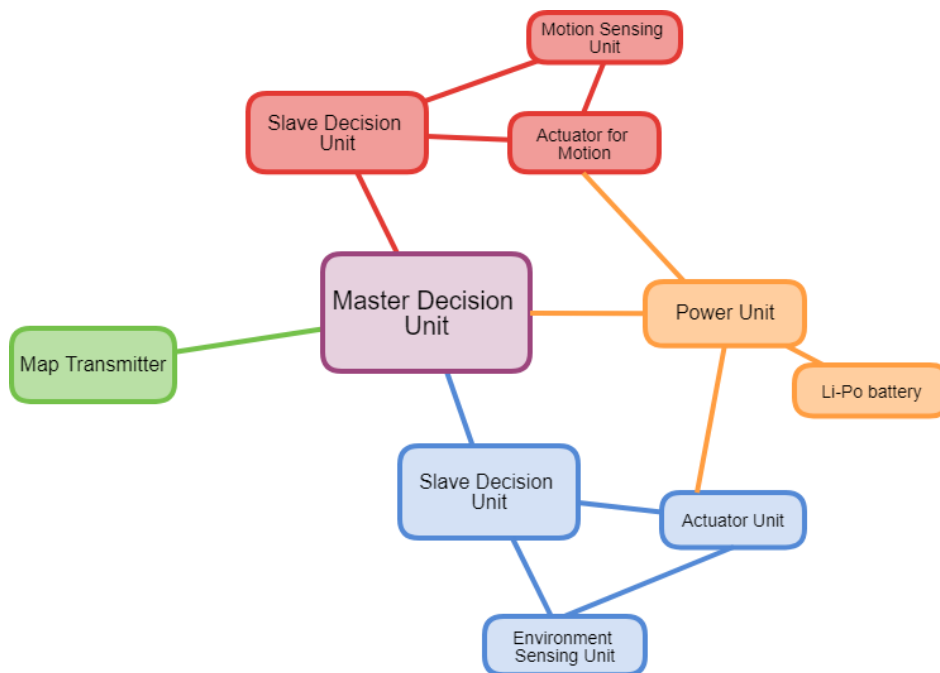 Motion Sensing
Unit
Slave Decision
Unit
Actuator for
Motion
Master Decision
Unit
Power Unit
Map Transmitter
Li-Po battery
Slave Decision
Unit
Actuator Unit
Environment
Sensing Unit